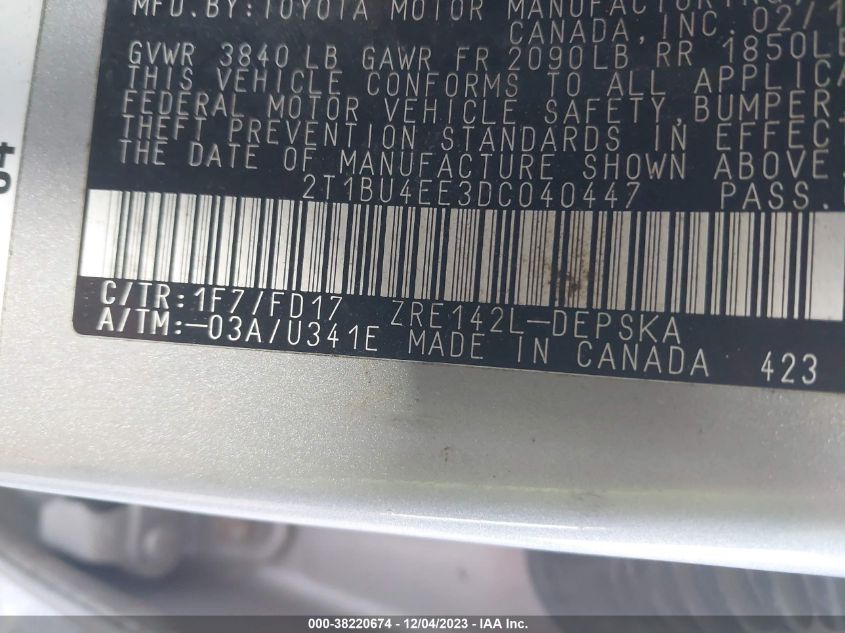 MFD.BY:TOYOTA MOTOR MANUFACTURING,
CANADA, INC. 02/1
GVWR 3840 LB GAWR FR 2090LB RR 1850LB
THIS VEHICLE CONFORMS TO ALL APPLICA
FEDERAL MOTOR VEHICLE SAFETY,BUMPER,
THEFT PREVENTION STANDARDS IN EFFEC
THE DATE OF MANUFACTURE SHOWN ABOVE.
2T1BU4EE3DC040447 PASS.
C/TR:1F7/FD17 ZRE142L-DEPSKA
A/TM:-03A/U341E MADE IN CANADA 423
000-38220674 - 12/04/2023 - IAA Inc.